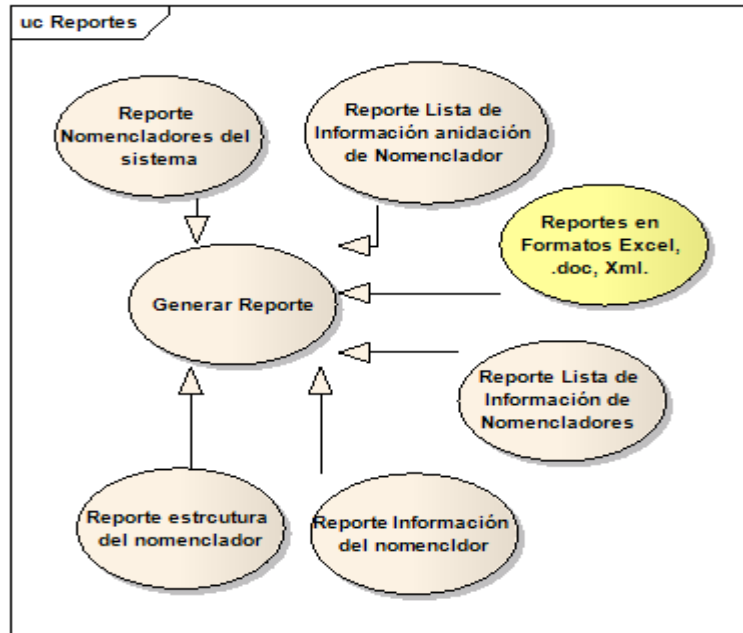 uc Reportes
Reporte
Nomencladores del
sistema
Reporte Lista de
Información anidación
de Nomenclador
Reportes en
Formatos Excel,
.doc, Xml.
Generar Reporte
Reporte Lista de
Información de
Nomencladores
Reporte estrcutura
del nomenclador
Reporte Información
del nomencldor